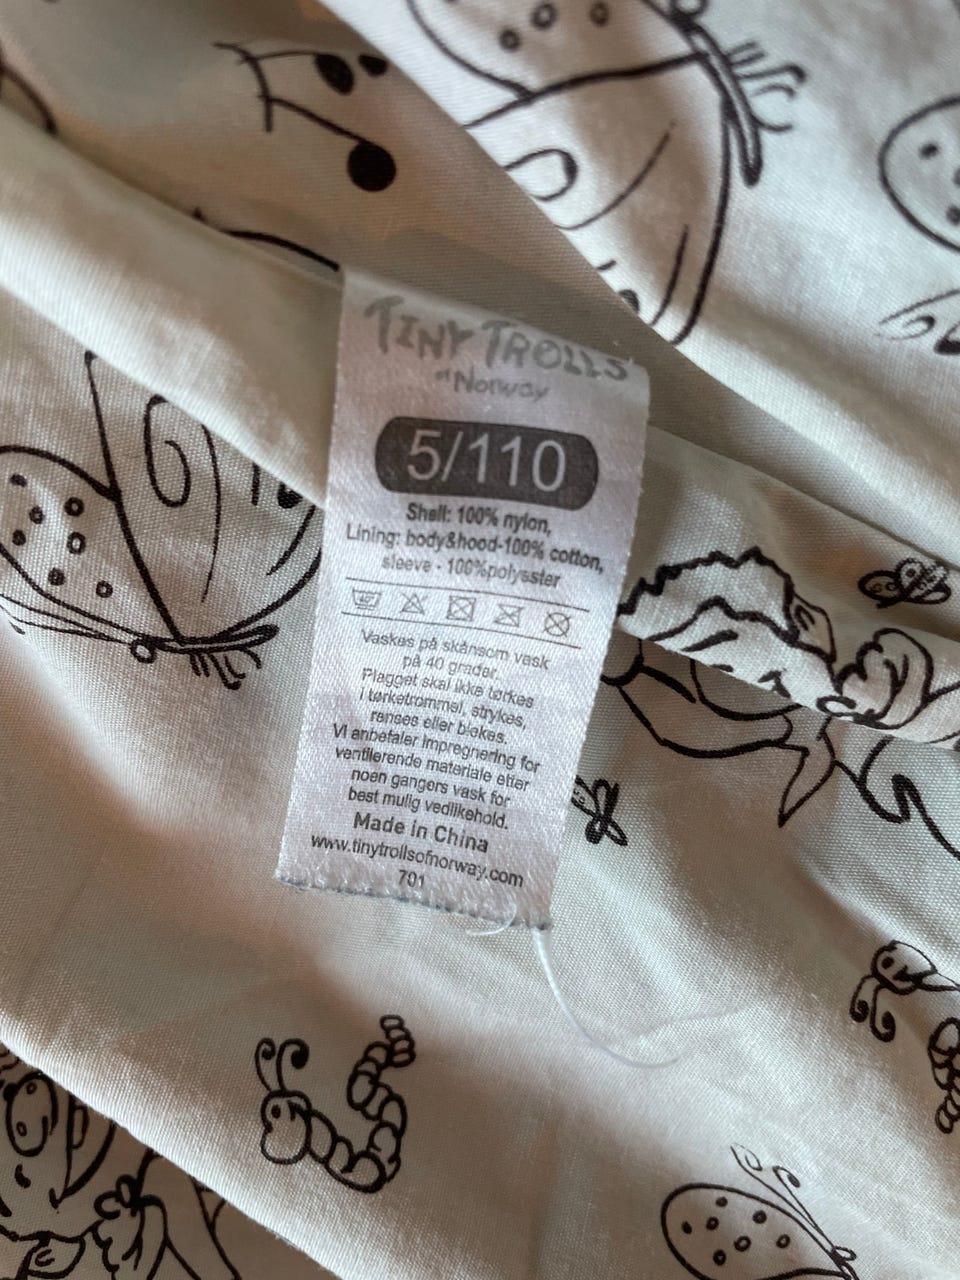 TINY TROLLS
of Norway
5/110
Shell: 100% nylon,
Lining: body&hood-100% cotton,
sleeve - 100%polyester
Vaskes på skånsom vask
på 40 grader.
Plagget skal ikke tørkes
i tørketrommel, strykes,
renses eller blekes.
Vi anbefaler impregnering for
ventilerende materiale etter
noen gangers vask for
best mulig vedlikehold.
Made in China
www.tinytrollsofnorway.com
701